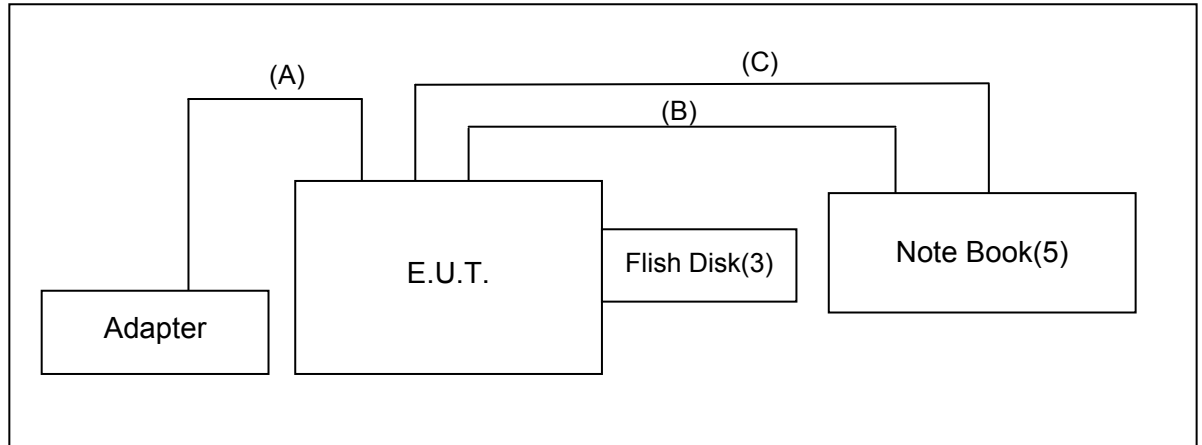 (A)
(C)
(B)
E.U.T.
Flish Disk(3)
Note Book(5)
Adapter